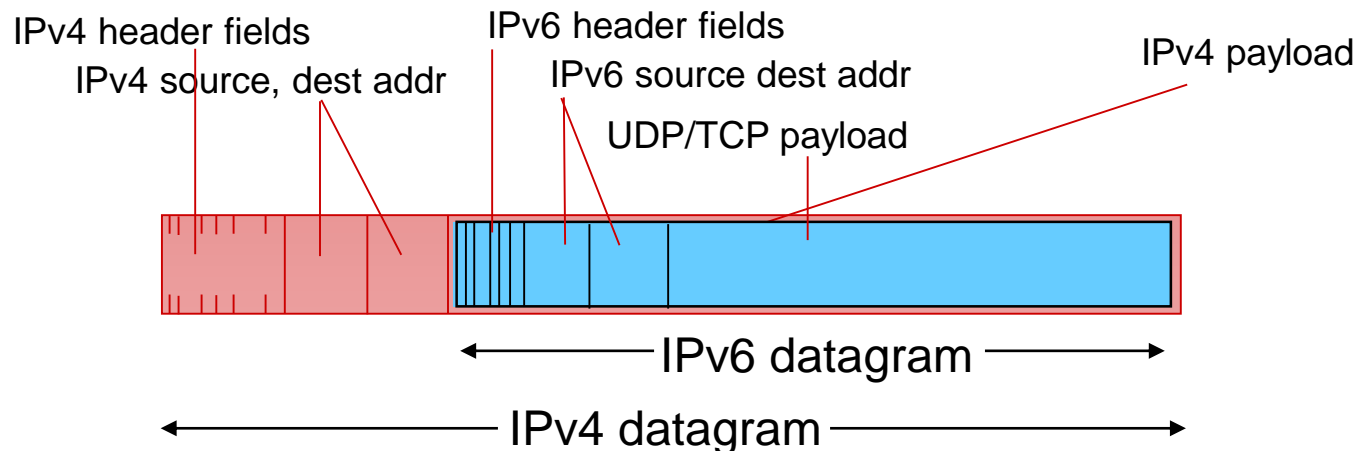 IPv4 header fields
IPv6 header fields
IPv4 payload
IPv4 source, dest addr
IPv6 source dest addr
UDP/TCP payload
IPv6 datagram
IPv4 datagram